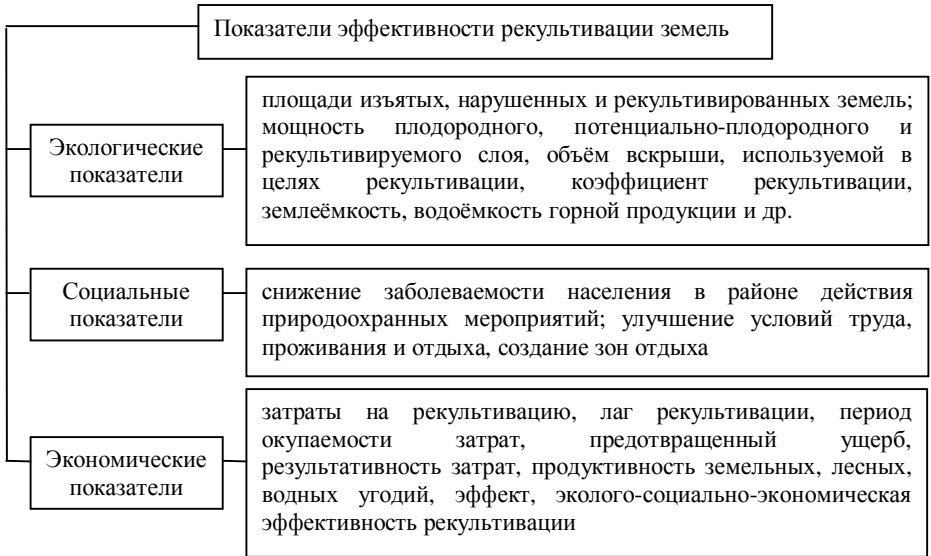 Показатели эффективности рекультивации земель
Экологические
показатели
площади изъятых, нарушенных и рекультивированных земель;
мощность плодородного, потенциально-плодородного и
рекультивируемого слоя, объём вскрыши, используемой в
целях рекультивации, коэффициент рекультивации,
землеёмкость, водоёмкость горной продукции и др.
Социальные
показатели
снижение заболеваемости населения в районе действия
природоохранных мероприятий; улучшение условий труда,
проживания и отдыха, создание зон отдыха
Экономические
показатели
затраты на рекультивацию, лаг рекультивации, период
окупаемости затрат, предотвращенный ущерб,
результативность затрат, продуктивность земельных, лесных,
водных угодий, эффект, эколого-социально-экономическая
эффективность рекультивации